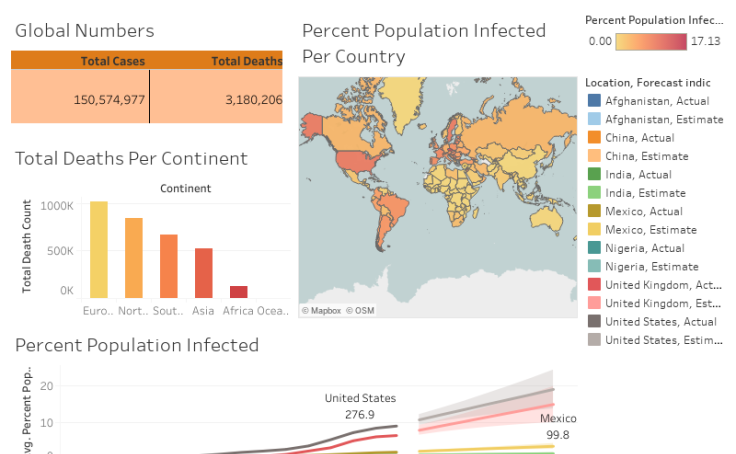 Global Numbers
Total Cases Total Deaths
150,574,977 3,180,206
Total Deaths Per Continent
Continent
Total Death Count
1000K
500K
0K
Euro.. Nort.. Sout.. Asia Africa Ocea..
Percent Population Infected
Per Country
© Mapbox © OSM
Percent Population Infec...
0.00 17.13
Location, Forecast indic
Afghanistan, Actual
Afghanistan, Estimate
China, Actual
China, Estimate
India, Actual
India, Estimate
Mexico, Actual
Mexico, Estimate
Nigeria, Actual
Nigeria, Estimate
United Kingdom, Act...
United Kingdom, Est...
United States, Actual
United States, Estim...
Percent Population Infected
vg. Percent Pop..
20
10
United States
276.9
Mexico
99.8